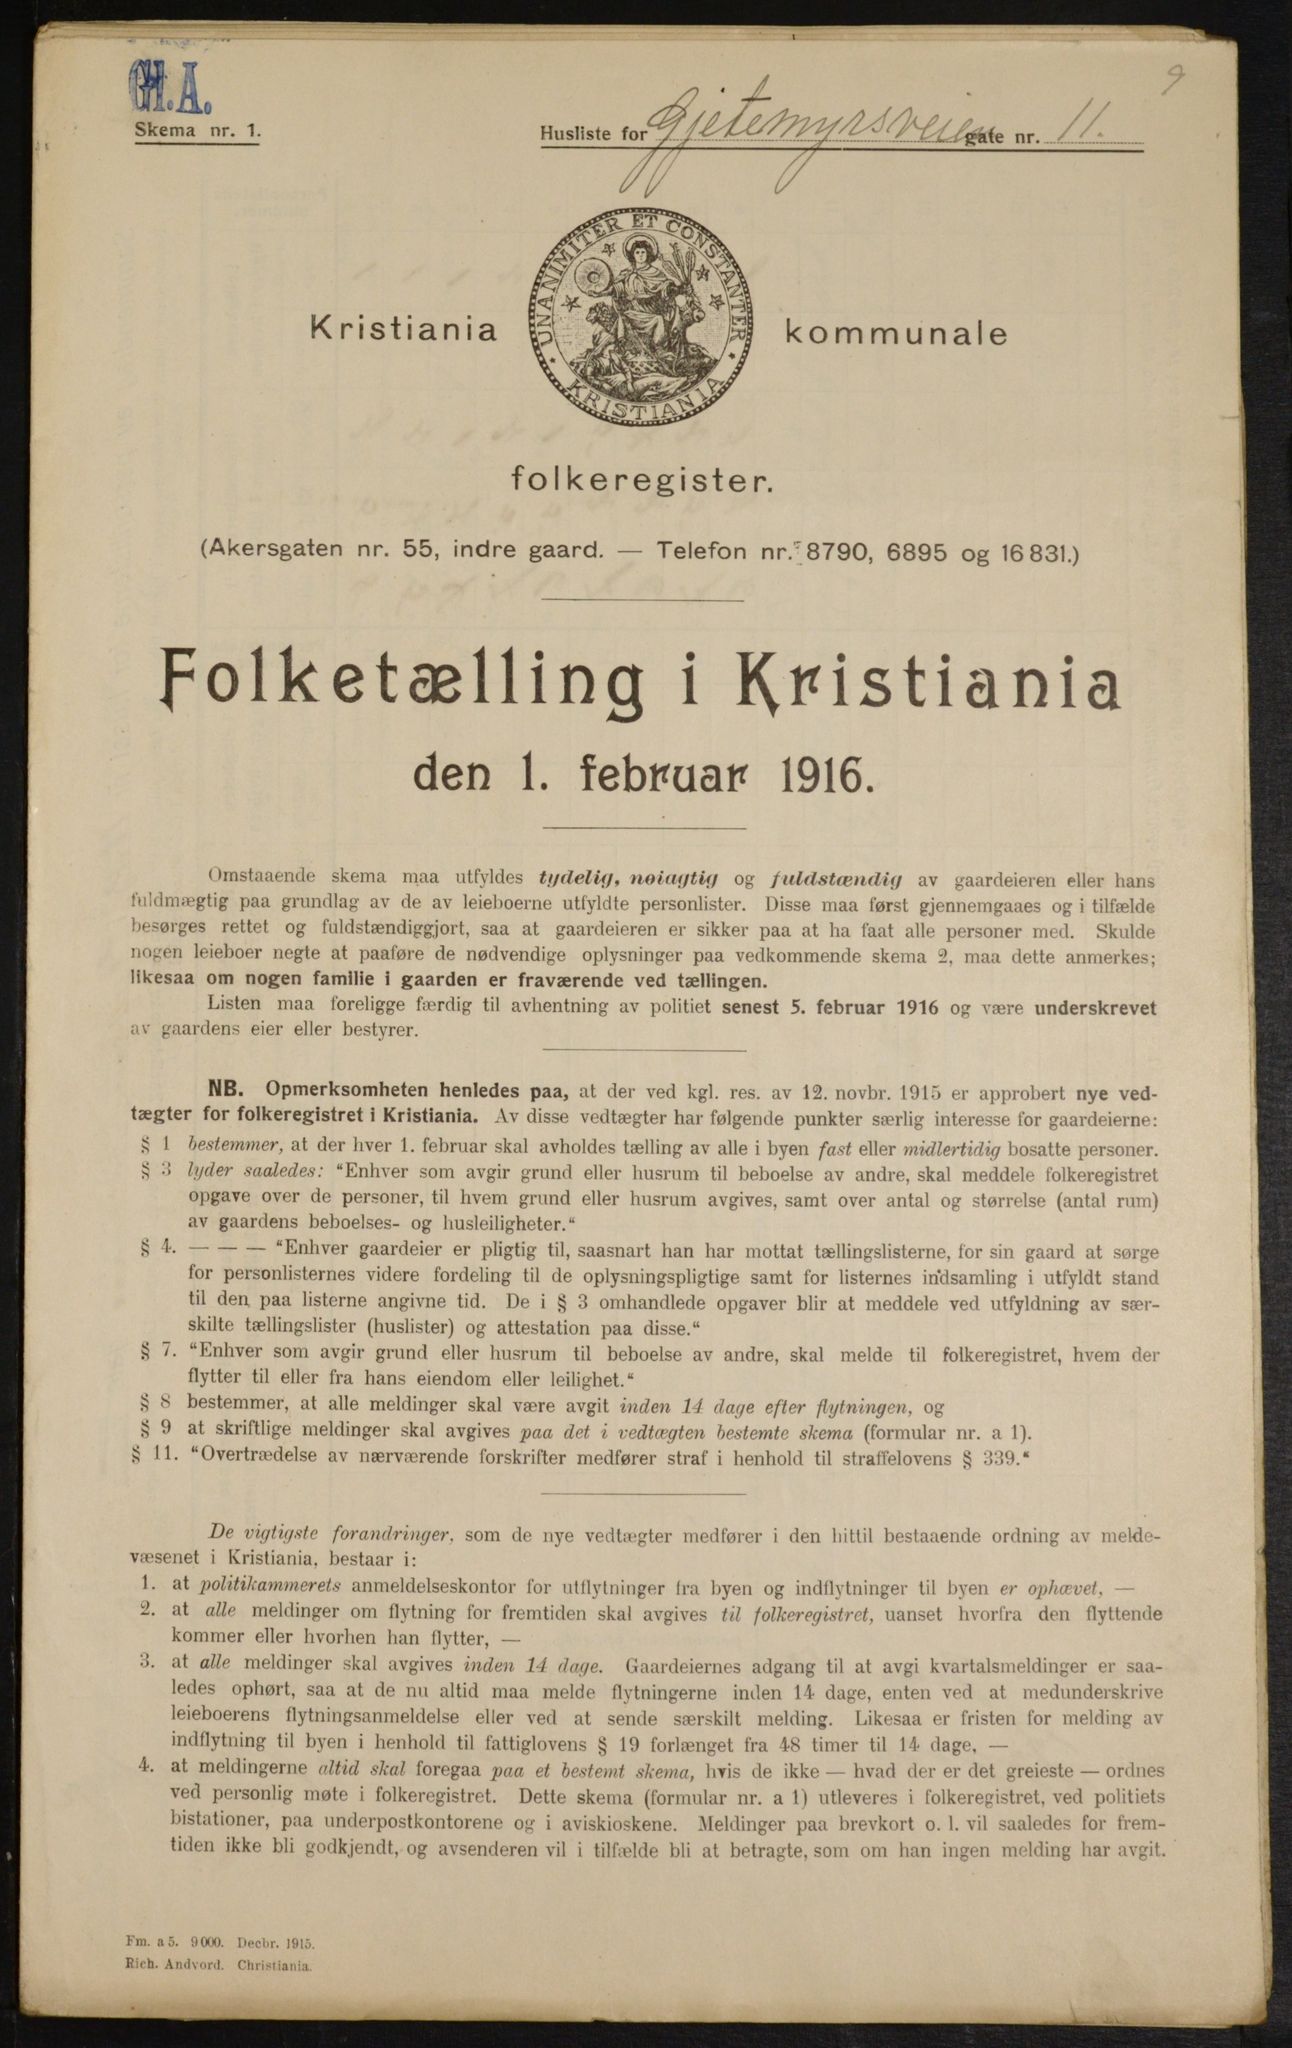 9
GH.A.
Skema nr. 1.
Husliste for Gjetemyrsveien gate nr. 11.
UNANIMITER ET CONSTANTER
KRISTIANIA
Kristiania kommunale
folkeregister.
(Akersgaten nr. 55, indre gaard. — Telefon nr. 8790, 6895 og 16 831.)
Folketælling i Kristiania
den 1. februar 1916.
Omstaaende skema maa utfyldes tydelig, nøiagtig og fuldstændig av gaardeieren eller hans
fuldmægtig paa grundlag av de av leieboerne utfyldte personlister. Disse maa først gjennemgaaes og i tilfælde
besørges rettet og fuldstændiggjort, saa at gaardeieren er sikker paa at ha faat alle personer med. Skulde
nogen leieboer negte at paaføre de nødvendige oplysninger paa vedkommende skema 2, maa dette anmerkes;
likesaa om nogen familie i gaarden er fraværende ved tællingen.
Listen maa foreligge færdig til avhentning av politiet senest 5. februar 1916 og være underskrevet
av gaardens eier eller bestyrer.
NB. Opmerksomheten henledes paa, at der ved kgl. res. av 12. novbr. 1915 er approbert nye ved-
tægter for folkeregistret i Kristiania. Av disse vedtægter har følgende punkter særlig interesse for gaardeierne:
§ 1 bestemmer, at der hver 1. februar skal avholdes tælling av alle i byen fast eller midlertidig bosatte personer.
§ 3 lyder saaledes: "Enhver som avgir grund eller husrum til beboelse av andre, skal meddele folkeregistret
opgave over de personer, til hvem grund eller husrum avgives, samt over antal og størrelse (antal rum)
av gaardens beboelses- og husleiligheter."
§ 4. — — — "Enhver gaardeier er pligtig til, saasnart han har mottat tællingslisterne, for sin gaard at sørge
for personlisternes videre fordeling til de oplysningspligtige samt for listernes indsamling i utfyldt stand
til den paa listerne angivne tid. De i § 3 omhandlede opgaver blir at meddele ved utfyldning av sær-
skilte tællingslister (huslister) og attestation paa disse."
§ 7. "Enhver som avgir grund eller husrum til beboelse av andre, skal melde til folkeregistret, hvem der
flytter til eller fra hans eiendom eller leilighet."
§ 8 bestemmer, at alle meldinger skal være avgit inden 14 dage efter flytningen, og
§ 9 at skriftlige meldinger skal avgives paa det i vedtægten bestemte skema (formular nr. a 1).
§ 11. "Overtrædelse av nærværende forskrifter medfører straf i henhold til straffelovens § 339."
De vigtigste forandringer, som de nye vedtægter medfører i den hittil bestaaende ordning av melde-
væsenet i Kristiania, bestaar i:
1. at politikammerets anmeldelseskontor for utflytninger fra byen og indflytninger til byen er ophævet, —
2. at alle meldinger om flytning for fremtiden skal avgives til folkeregistret, uanset hvorfra den flyttende
kommer eller hvorhen han flytter, —
3. at alle meldinger skal avgives inden 14 dage. Gaardeiernes adgang til at avgi kvartalsmeldinger er saa-
ledes ophørt, saa at de nu altid maa melde flytningerne inden 14 dage, enten ved at medunderskrive
leieboerens flytningsanmeldelse eller ved at sende særskilt melding. Likesaa er fristen for melding av
indflytning til byen i henhold til fattiglovens § 19 forlænget fra 48 timer til 14 dage, —
4. at meldingerne altid skal foregaa paa et bestemt skema, hvis de ikke — hvad der er det greieste — ordnes
ved personlig møte i folkeregistret. Dette skema (formular nr. a 1) utleveres i folkeregistret, ved politiets
bistationer, paa underpostkontorene og i aviskioskene. Meldinger paa brevkort o. l. vil saaledes for frem-
tiden ikke bli godkjendt, og avsenderen vil i tilfælde bli at betragte, som om han ingen melding har avgit.
Fm. a 5. 9 000. Decbr. 1915.
Rich. Andvord. Christiania.